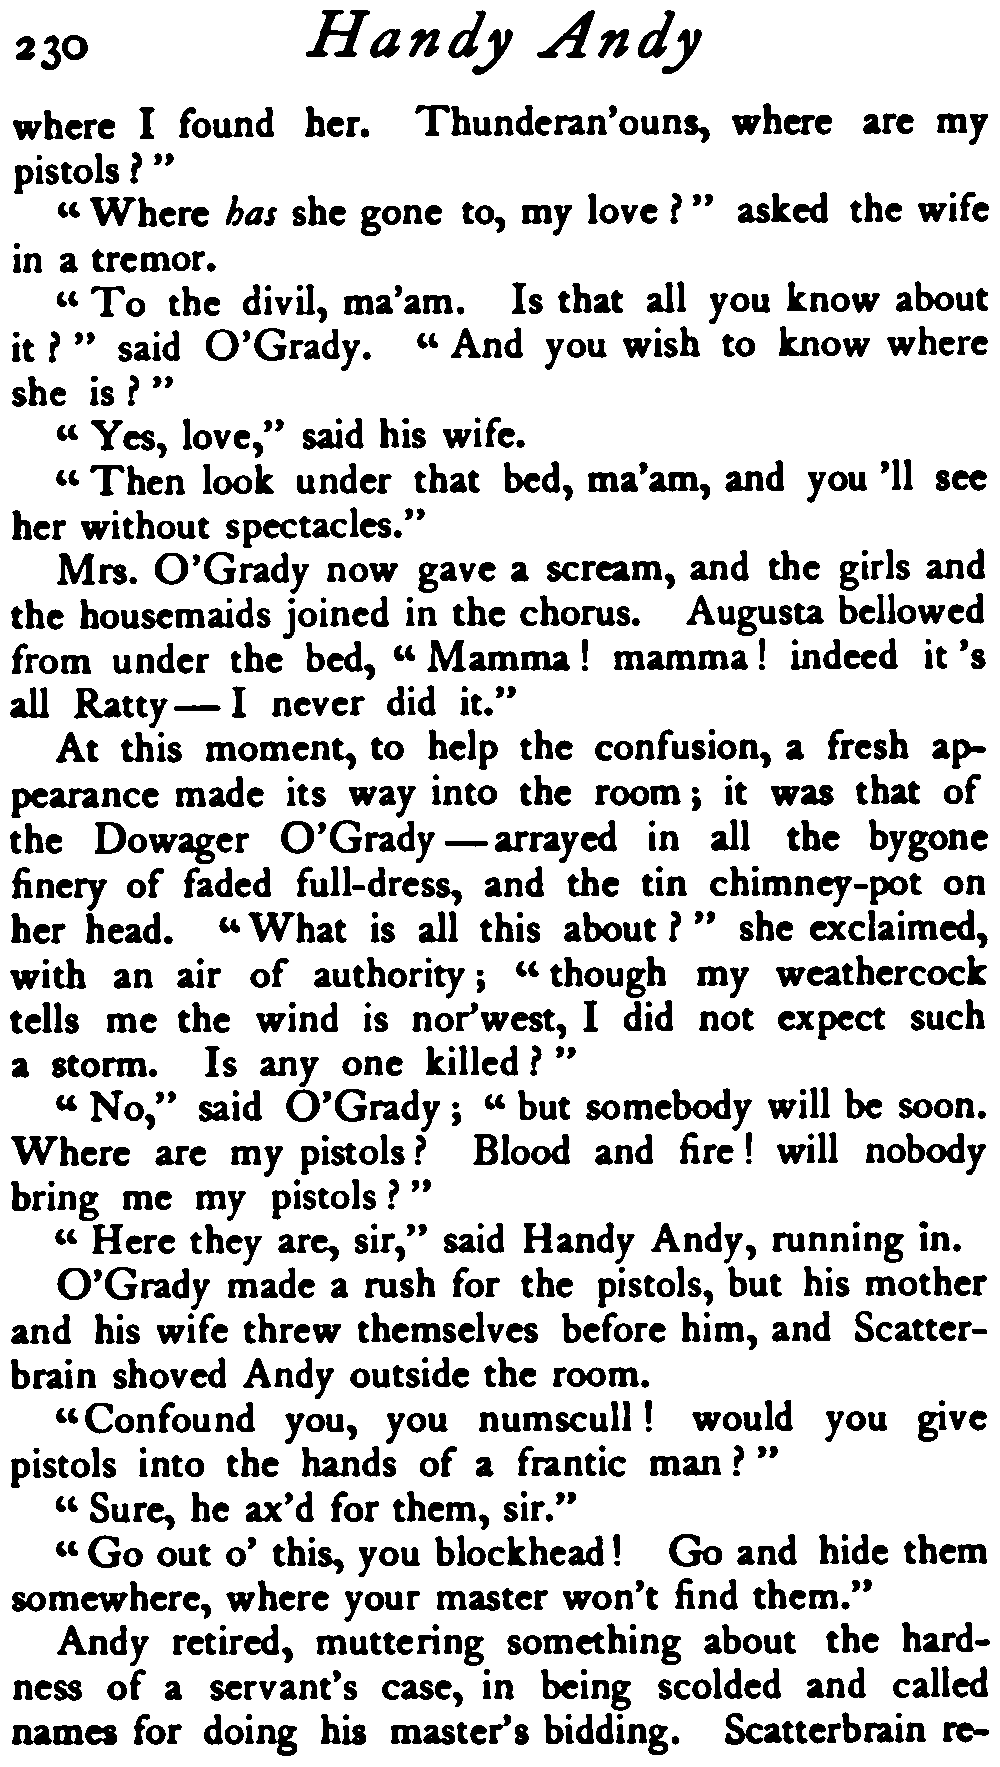 230 Handy Andy
where I found her. Thunderan'ouns, where are my
pistols?"
"Where has she gone to, my love?" asked the wife
in a tremor.
"To the divil, ma'am. Is that all you know about
it?" said O'Grady. "And you wish to know where
she is?"
"Yes, love," said his wife.
"Then look under that bed, ma'am, and you 'll see
her without spectacles."
Mrs. O'Grady now gave a scream, and the girls and
the housemaids joined in the chorus. Augusta bellowed
from under the bed, "Mamma! mamma! indeed it 's
all Ratty—I never did it."
At this moment, to help the confusion, a fresh ap-
pearance made its way into the room; it was that of
the Dowager O'Grady—arrayed in all the bygone
finery of faded full-dress, and the tin chimney-pot on
her head. "What is all this about?" she exclaimed,
with an air of authority; "though my weathercock
tells me the wind is nor'west, I did not expect such
a storm. Is any one killed?"
"No," said O'Grady; "but somebody will be soon.
Where are my pistols? Blood and fire! will nobody
bring me my pistols?"
"Here they are, sir," said Handy Andy, running in.
O'Grady made a rush for the pistols, but his mother
and his wife threw themselves before him, and Scatter-
brain shoved Andy outside the room.
"Confound you, you numscull! would you give
pistols into the hands of a frantic man?"
"Sure, he ax'd for them, sir."
"Go out o' this, you blockhead! Go and hide them
somewhere, where your master won't find them."
Andy retired, muttering something about the hard-
ness of a servant's case, in being scolded and called
names for doing his master's bidding. Scatterbrain re-